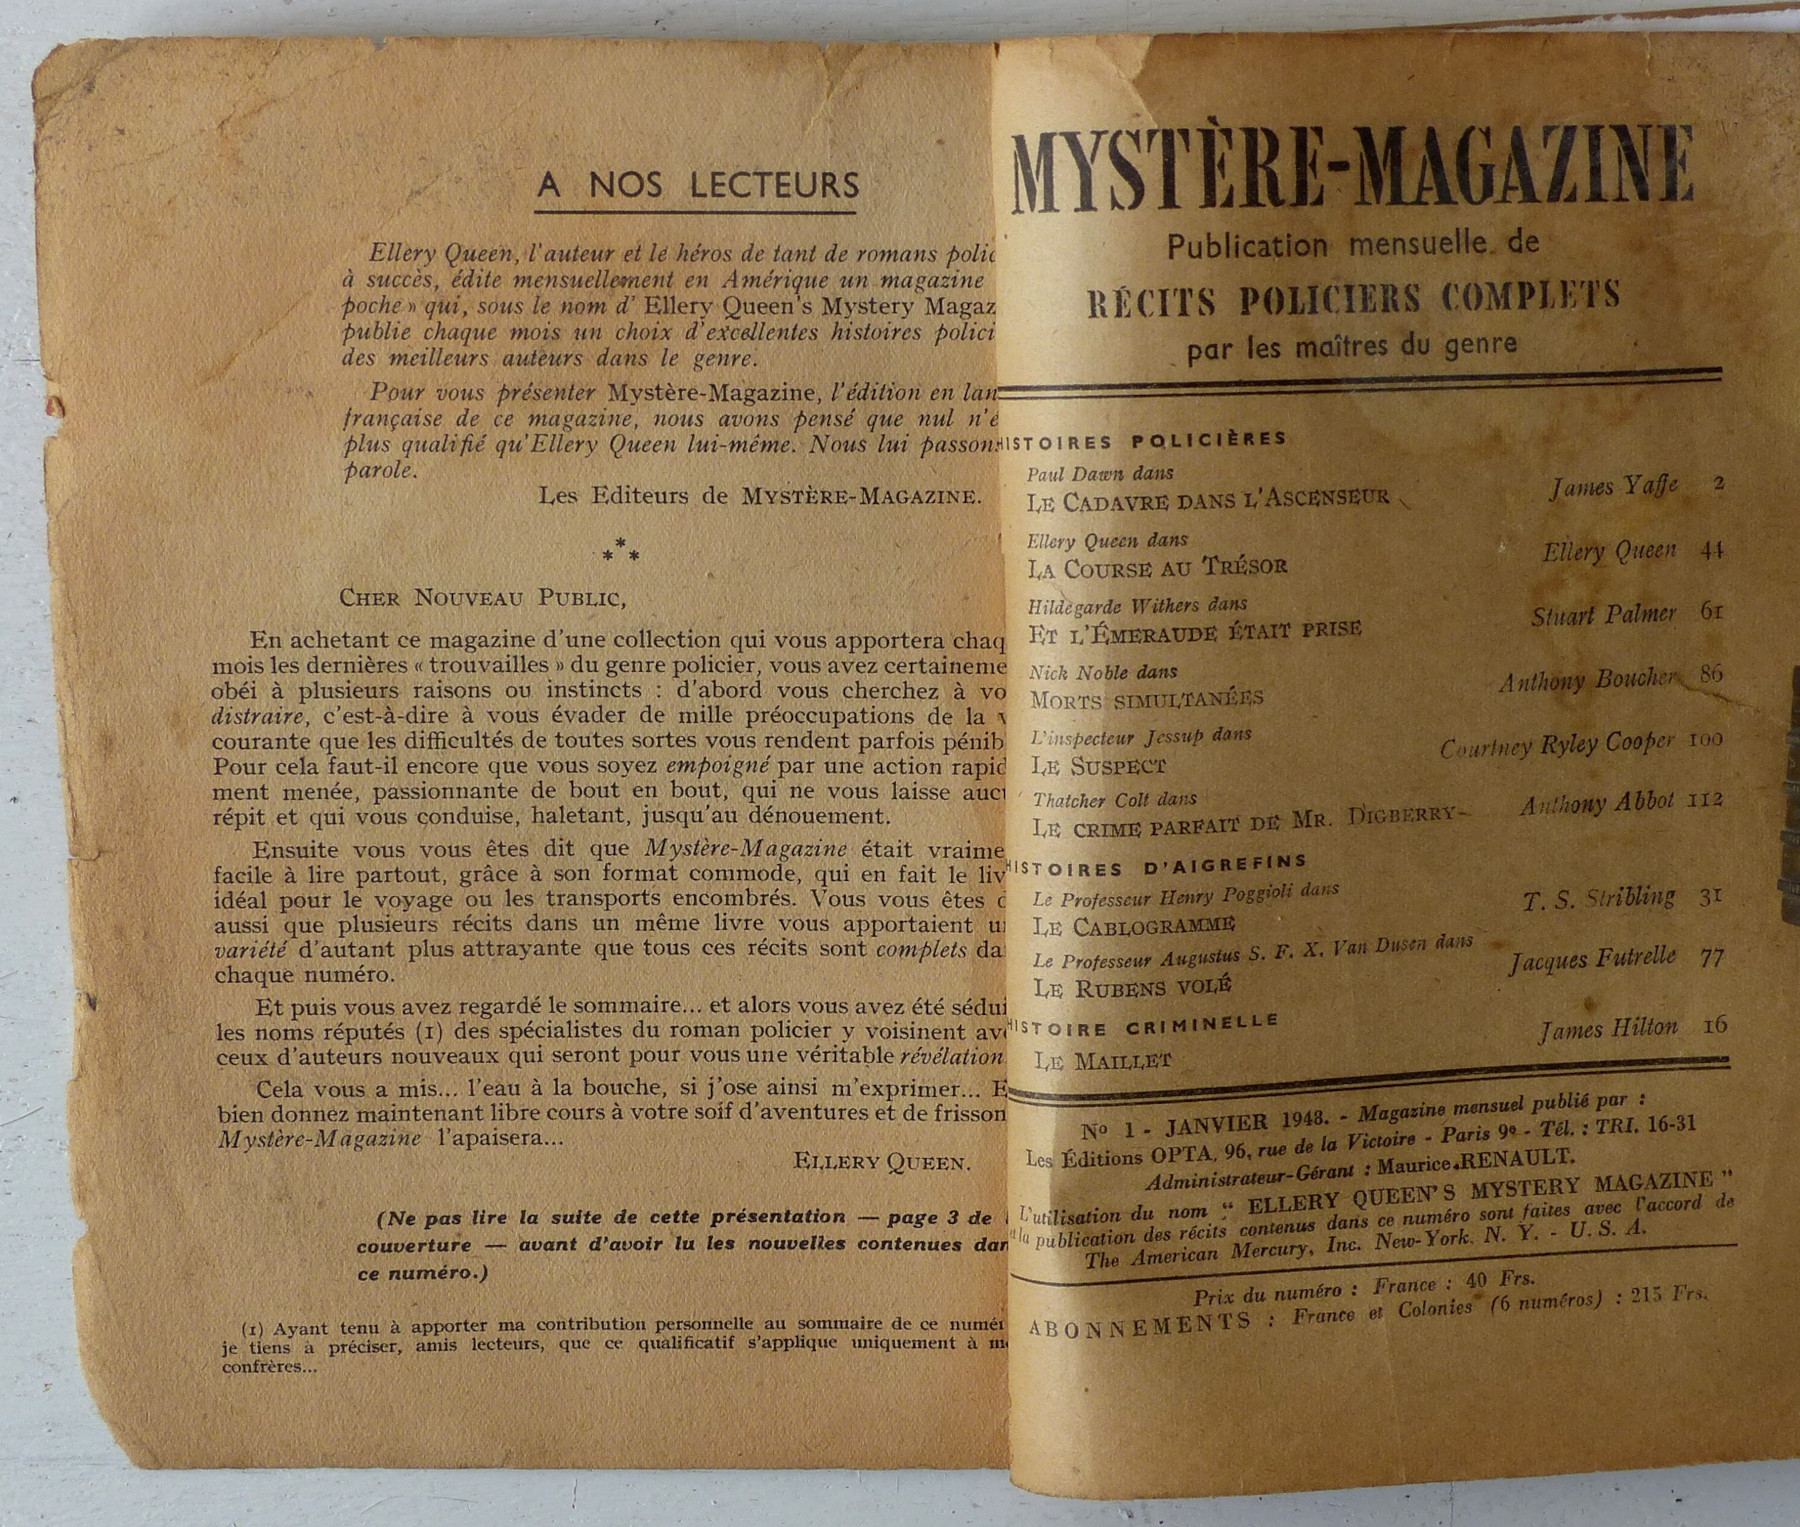 A NOS LECTEURS
Ellery Queen, l'auteur et le héros de tant de romans polic
à succès, édite mensuellement en Amérique un magazine
poche » qui, sous le nom d' Ellery Queen's Mystery Magaz
publie chaque mois un choix d'excellentes histoires polici
des meilleurs auteurs dans le genre.
Pour vous présenter Mystère-Magazine, l'édition en lan
française de ce magazine, nous avons pensé que nul n'é
plus qualifié qu'Ellery Queen lui-même. Nous lui passons
parole.
Les Editeurs de MYSTÈRE-MAGAZINE.
***
CHER NOUVEAU PUBLIC,
En achetant ce magazine d'une collection qui vous apportera chaq
mois les dernières « trouvailles » du genre policier, vous avez certaineme
obéi à plusieurs raisons ou instincts : d'abord vous cherchez à vo
distraire, c'est-à-dire à vous évader de mille préoccupations de la v
courante que les difficultés de toutes sortes vous rendent parfois pénib
Pour cela faut-il encore que vous soyez empoigné par une action rapid
ment menée, passionnante de bout en bout, qui ne vous laisse aucu
répit et qui vous conduise, haletant, jusqu'au dénouement.
Ensuite vous vous êtes dit que Mystère-Magazine était vraime
facile à lire partout, grâce à son format commode, qui en fait le liv
idéal pour le voyage ou les transports encombrés. Vous vous êtes d
aussi que plusieurs récits dans un même livre vous apportaient u
variété d'autant plus attrayante que tous ces récits sont complets da
chaque numéro.
Et puis vous avez regardé le sommaire... et alors vous avez été sédui
les noms réputés (1) des spécialistes du roman policier y voisinent av
ceux d'auteurs nouveaux qui seront pour vous une véritable révélation
Cela vous a mis... l'eau à la bouche, si j'ose ainsi m'exprimer... E
bien donnez maintenant libre cours à votre soif d'aventures et de frisson
Mystère-Magazine l'apaisera...
ELLERY QUEEN.
(Ne pas lire la suite de cette présentation — page 3 de l
couverture — avant d'avoir lu les nouvelles contenues dan
ce numéro.)
(1) Ayant tenu à apporter ma contribution personnelle au sommaire de ce numér
je tiens à préciser, amis lecteurs, que ce qualificatif s'applique uniquement à me
confrères...
MYSTÈRE-MAGAZINE
Publication mensuelle de
RÉCITS POLICIERS COMPLETS
par les maîtres du genre
HISTOIRES POLICIÈRES
Paul Dawn dans
LE CADAVRE DANS L'ASCENSEUR James Yaffe 2
Ellery Queen dans
LA COURSE AU TRÉSOR Ellery Queen 44
Hildegarde Withers dans
ET L'ÉMERAUDE ÉTAIT PRISE Stuart Palmer 61
Nick Noble dans
MORTS SIMULTANÉES Anthony Boucher 86
L'inspecteur Jessup dans
LE SUSPECT Courtney Ryley Cooper 100
Thatcher Colt dans
LE CRIME PARFAIT DE MR. DIGBERRY Anthony Abbot 112
HISTOIRES D'AIGREFINS
Le Professeur Henry Poggioli dans
LE CABLOGRAMME T. S. Stribling 31
Le Professeur Augustus S. F. X. Van Dusen dans
LE RUBENS VOLÉ Jacques Futrelle 77
HISTOIRE CRIMINELLE
LE MAILLET James Hilton 16
Nº 1 - JANVIER 1948. - Magazine mensuel publié par :
Les Éditions OPTA, 96, rue de la Victoire - Paris 9e - Tél. : TRI. 16-31
Administrateur-Gérant : Maurice RENAULT.
L'utilisation du nom " ELLERY QUEEN'S MYSTERY MAGAZINE "
et la publication des récits contenus dans ce numéro sont faites avec l'accord de
The American Mercury, Inc. New-York. N. Y. - U. S. A.
Prix du numéro : France : 40 Frs.
ABONNEMENTS : France et Colonies (6 numéros) : 215 Frs.